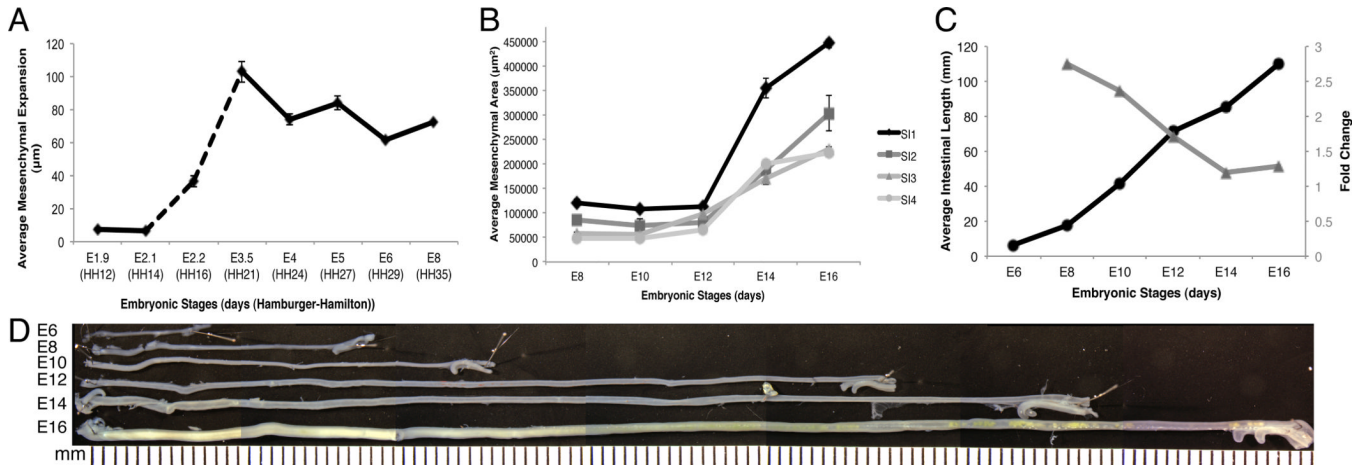 A
Average Mesenchymal Expansion
(μm)
120
100
80
60
40
20
0
E1.9 E2.1 E2.2 E3.5 E4 E5 E6 E8
(HH12) (HH14) (HH16) (HH21) (HH24) (HH27) (HH29) (HH35)
Embryonic Stages (days (Hamburger-Hamilton))
B
Average Mesenchymal Area (μm²)
450000
400000
350000
300000
250000
200000
150000
100000
50000
0
E8 E10 E12 E14 E16
Embryonic Stages (days)
SI1
SI2
SI3
SI4
C
Average Intestinal Length (mm)
120
100
80
60
40
20
0
E6 E8 E10 E12 E14 E16
Embryonic Stages (days)
3
2.5
2
1.5
1
0.5
0
Fold Change
D
E6
E8
E10
E12
E14
E16
mm